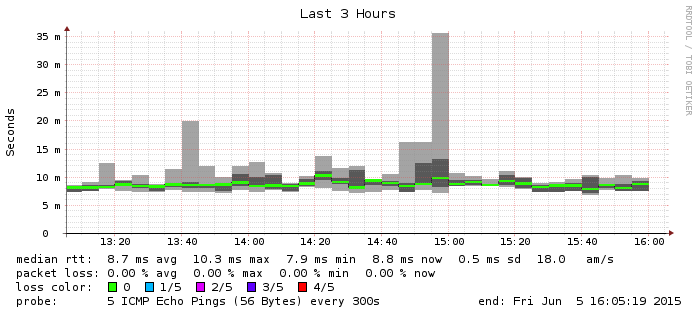 Last 3 Hours
RRDTOOL / TOBI OETIKER
Seconds
35 m
30 m
25 m
20 m
15 m
10 m
5 m
0
13:20 13:40 14:00 14:20 14:40 15:00 15:20 15:40 16:00
median rtt: 8.7 ms avg 10.3 ms max 7.9 ms min 8.8 ms now 0.5 ms sd 18.0 am/s
packet loss: 0.00 % avg 0.00 % max 0.00 % min 0.00 % now
loss color: 0 1/5 2/5 3/5 4/5
probe: 5 ICMP Echo Pings (56 Bytes) every 300s end: Fri Jun 5 16:05:19 2015